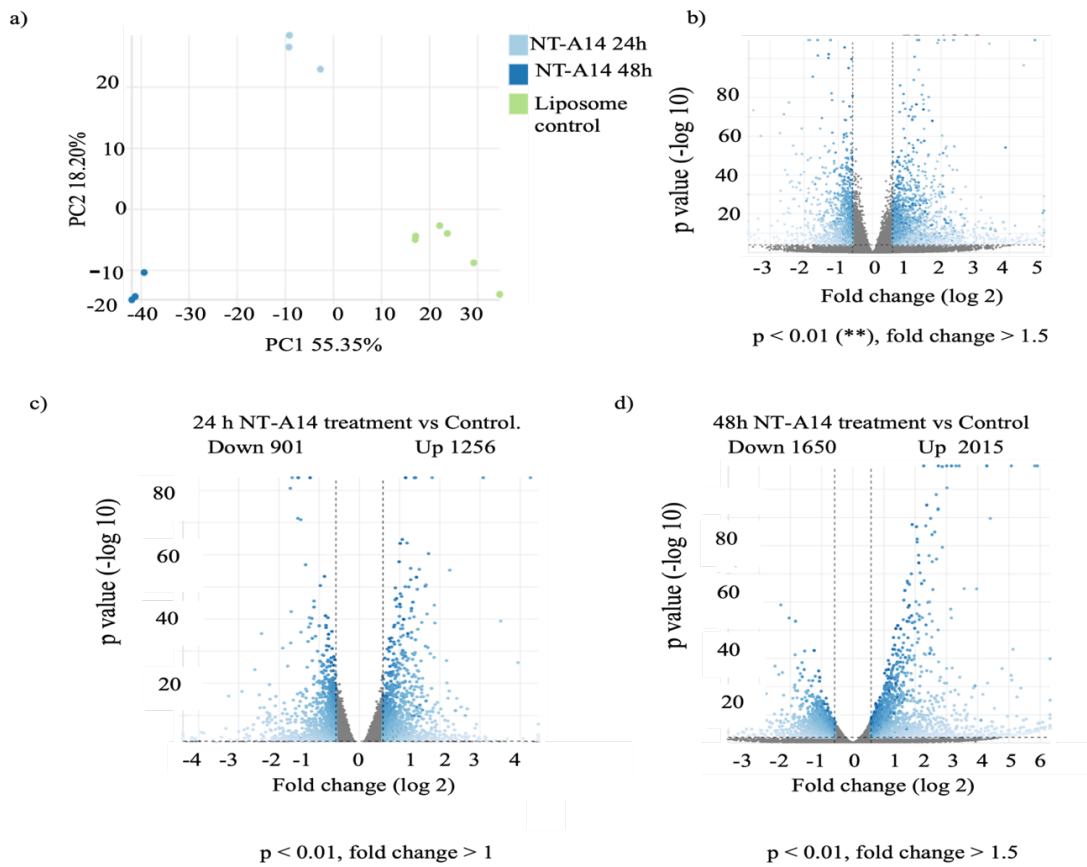 a)
20
10
0
−10
-20
-40
-30
-20
-10
0
10
20
30
PC2 18.20%
PC1 55.35%
NT-A14 24h
NT-A14 48h
Liposome
control
b)
p value (-log 10)
80
60
40
20
-3
-2
-1
0
1
2
3
4
5
Fold change (log 2)
p < 0.01 (**), fold change > 1.5
c)
24 h NT-A14 treatment vs Control.
Down 901 Up 1256
p value (-log 10)
80
60
40
20
-4
-3
-2
-1
0
1
2
3
4
Fold change (log 2)
p < 0.01, fold change > 1
d)
48h NT-A14 treatment vs Control
Down 1650 Up 2015
p value (-log 10)
80
60
40
20
-3
-2
-1
0
1
2
3
4
5
6
Fold change (log 2)
p < 0.01, fold change > 1.5